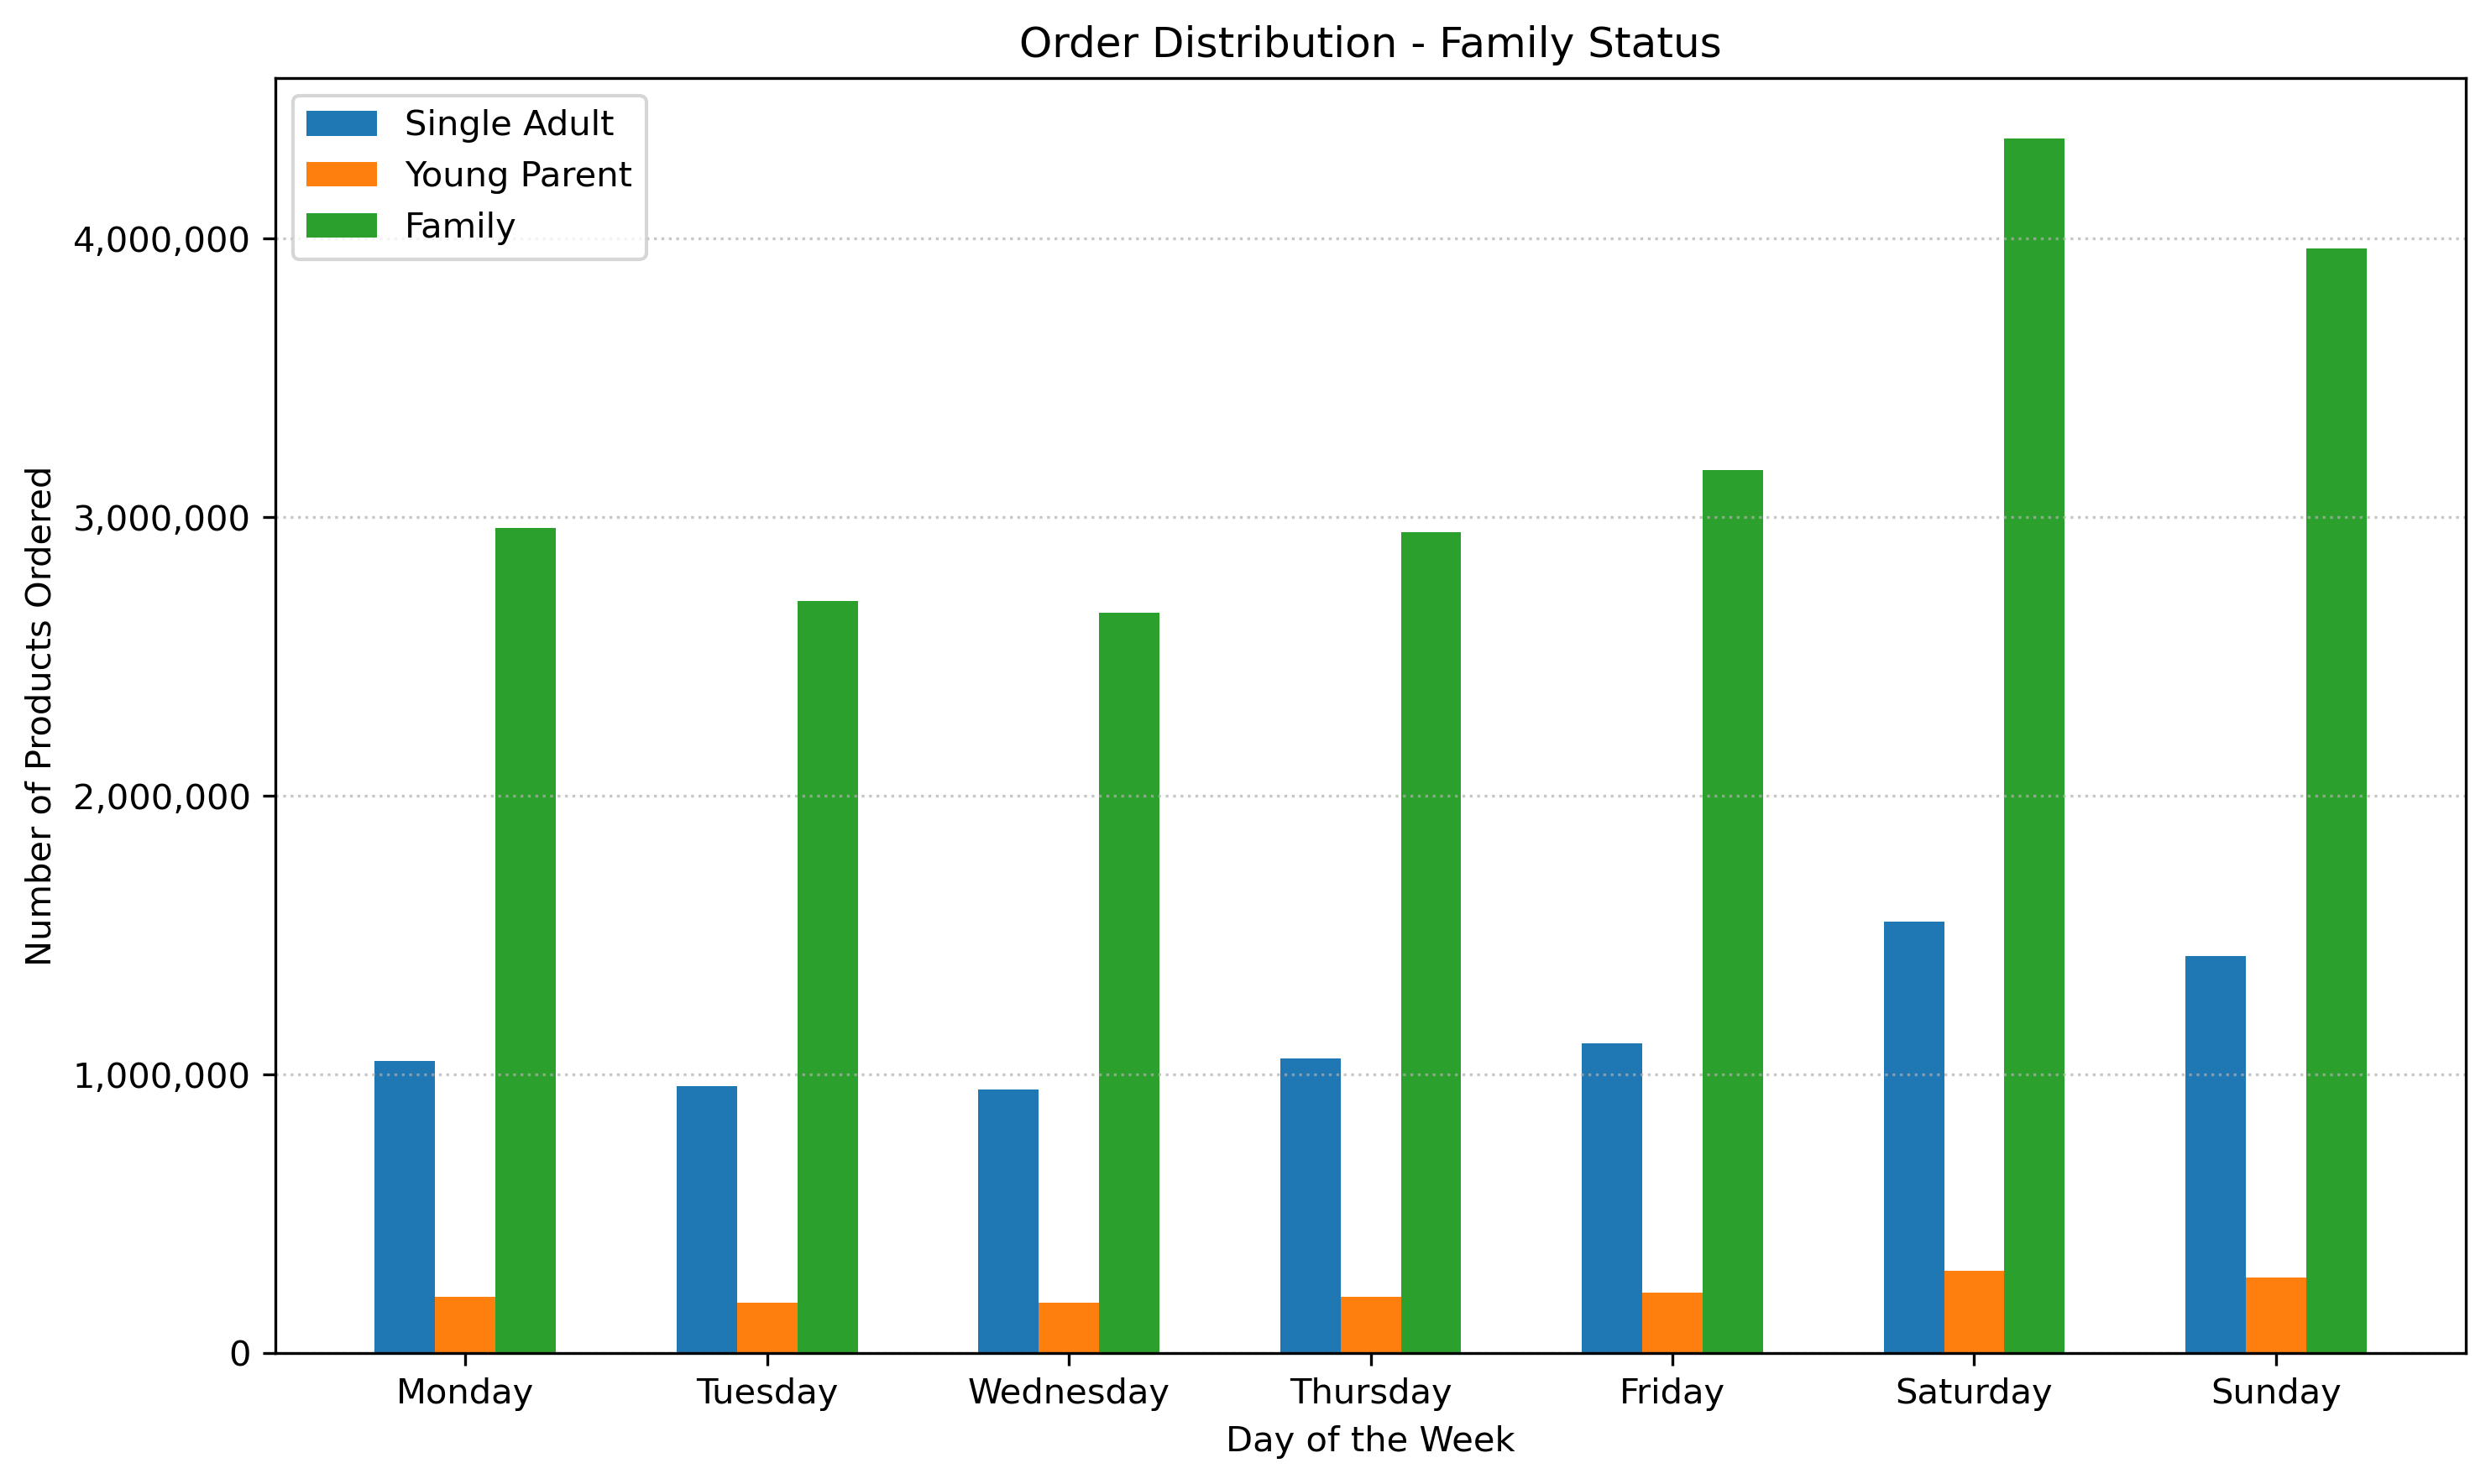 Order Distribution - Family Status
Single Adult
Young Parent
Family
4,000,000
3,000,000
2,000,000
1,000,000
0
Number of Products Ordered
Monday Tuesday Wednesday Thursday Friday Saturday Sunday
Day of the Week